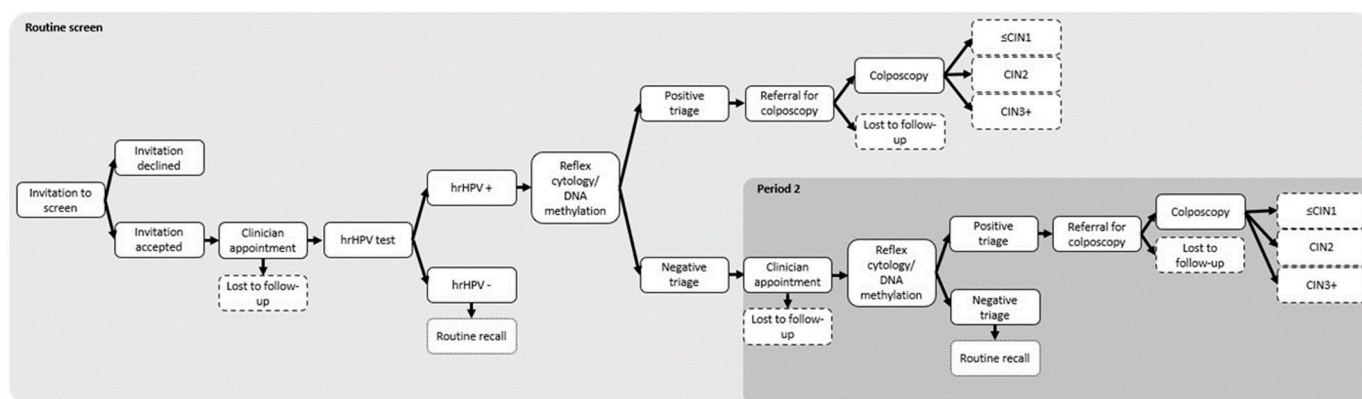 Routine screen
Invitation to
screen
Invitation
declined
Invitation
accepted
Clinician
appointment
Lost to follow-
up
hrHPV test
hrHPV +
hrHPV -
Routine recall
Reflex
cytology/
DNA
methylation
Positive
triage
Referral for
colposcopy
Colposcopy
Lost to follow-
up
≤CIN1
CIN2
CIN3+
Negative
triage
Period 2
Clinician
appointment
Lost to follow-
up
Reflex
cytology/
DNA
methylation
Positive
triage
Referral for
colposcopy
Colposcopy
Lost to
follow-up
≤CIN1
CIN2
CIN3+
Negative
triage
Routine recall